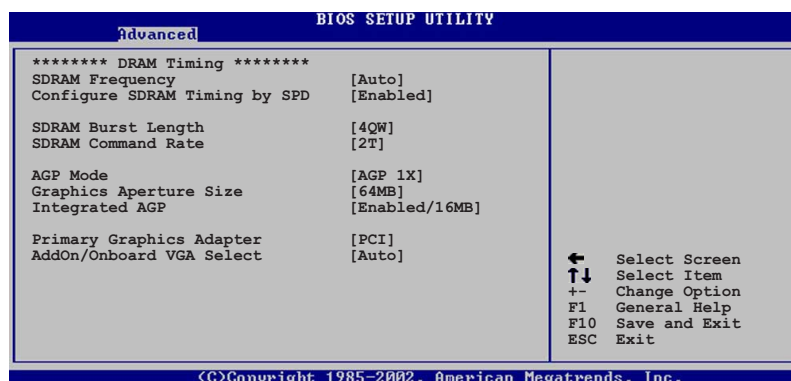 BIOS SETUP UTILITY
Advanced
******** DRAM Timing ********
SDRAM Frequency [Auto]
Configure SDRAM Timing by SPD [Enabled]
SDRAM Burst Length [4QW]
SDRAM Command Rate [2T]
AGP Mode [AGP 1X]
Graphics Aperture Size [64MB]
Integrated AGP [Enabled/16MB]
Primary Graphics Adapter [PCI]
AddOn/Onboard VGA Select [Auto]
← Select Screen
↑↓ Select Item
+- Change Option
F1 General Help
F10 Save and Exit
ESC Exit
(C)Copyright 1985-2002, American Megatrends, Inc.